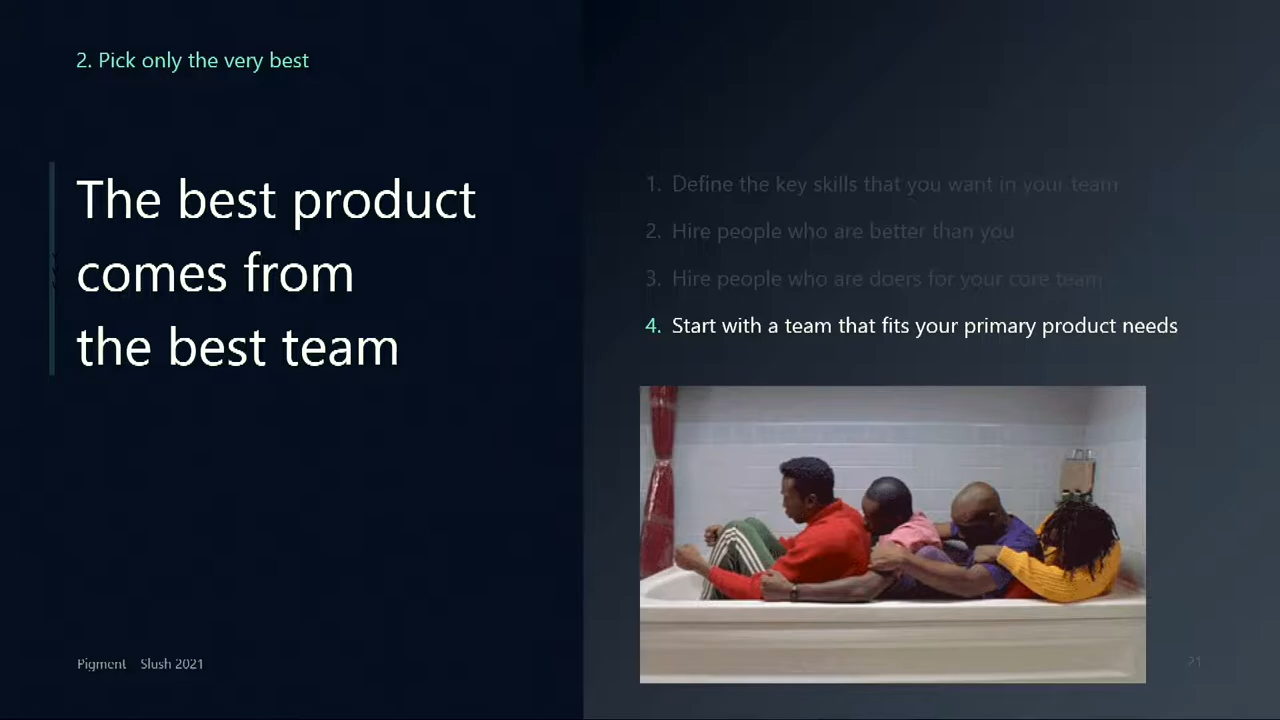 2. Pick only the very best
The best product
comes from
the best team
1. Define the key skills that you want in your team
2. Hire people who are better than you
3. Hire people who are doers for your core team
4. Start with a team that fits your primary product needs
Pigment Slush 2021
21